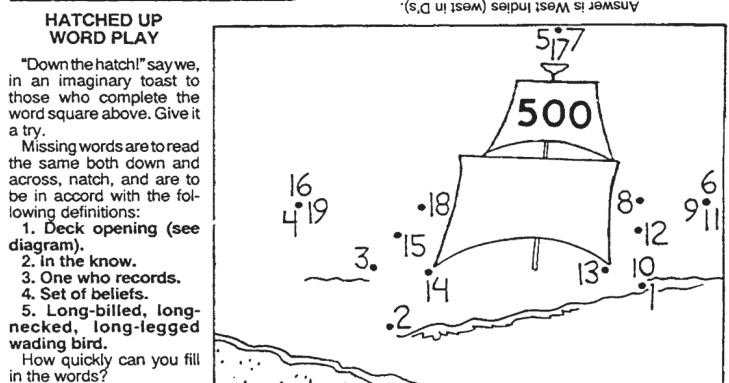 Answer is West Indies (west in D's).
HATCHED UP
WORD PLAY
"Down the hatch!" say we,
in an imaginary toast to
those who complete the
word square above. Give it
a try.
Missing words are to read
the same both down and
across, natch, and are to
be in accord with the fol-
lowing definitions:
1. Deck opening (see
diagram).
2. In the know.
3. One who records.
4. Set of beliefs.
5. Long-billed, long-
necked, long-legged
wading bird.
How quickly can you fill
in the words?
5 7
17
500
16
4 19
18
15
3
14
2
8
12
13
10
1
6
9 11